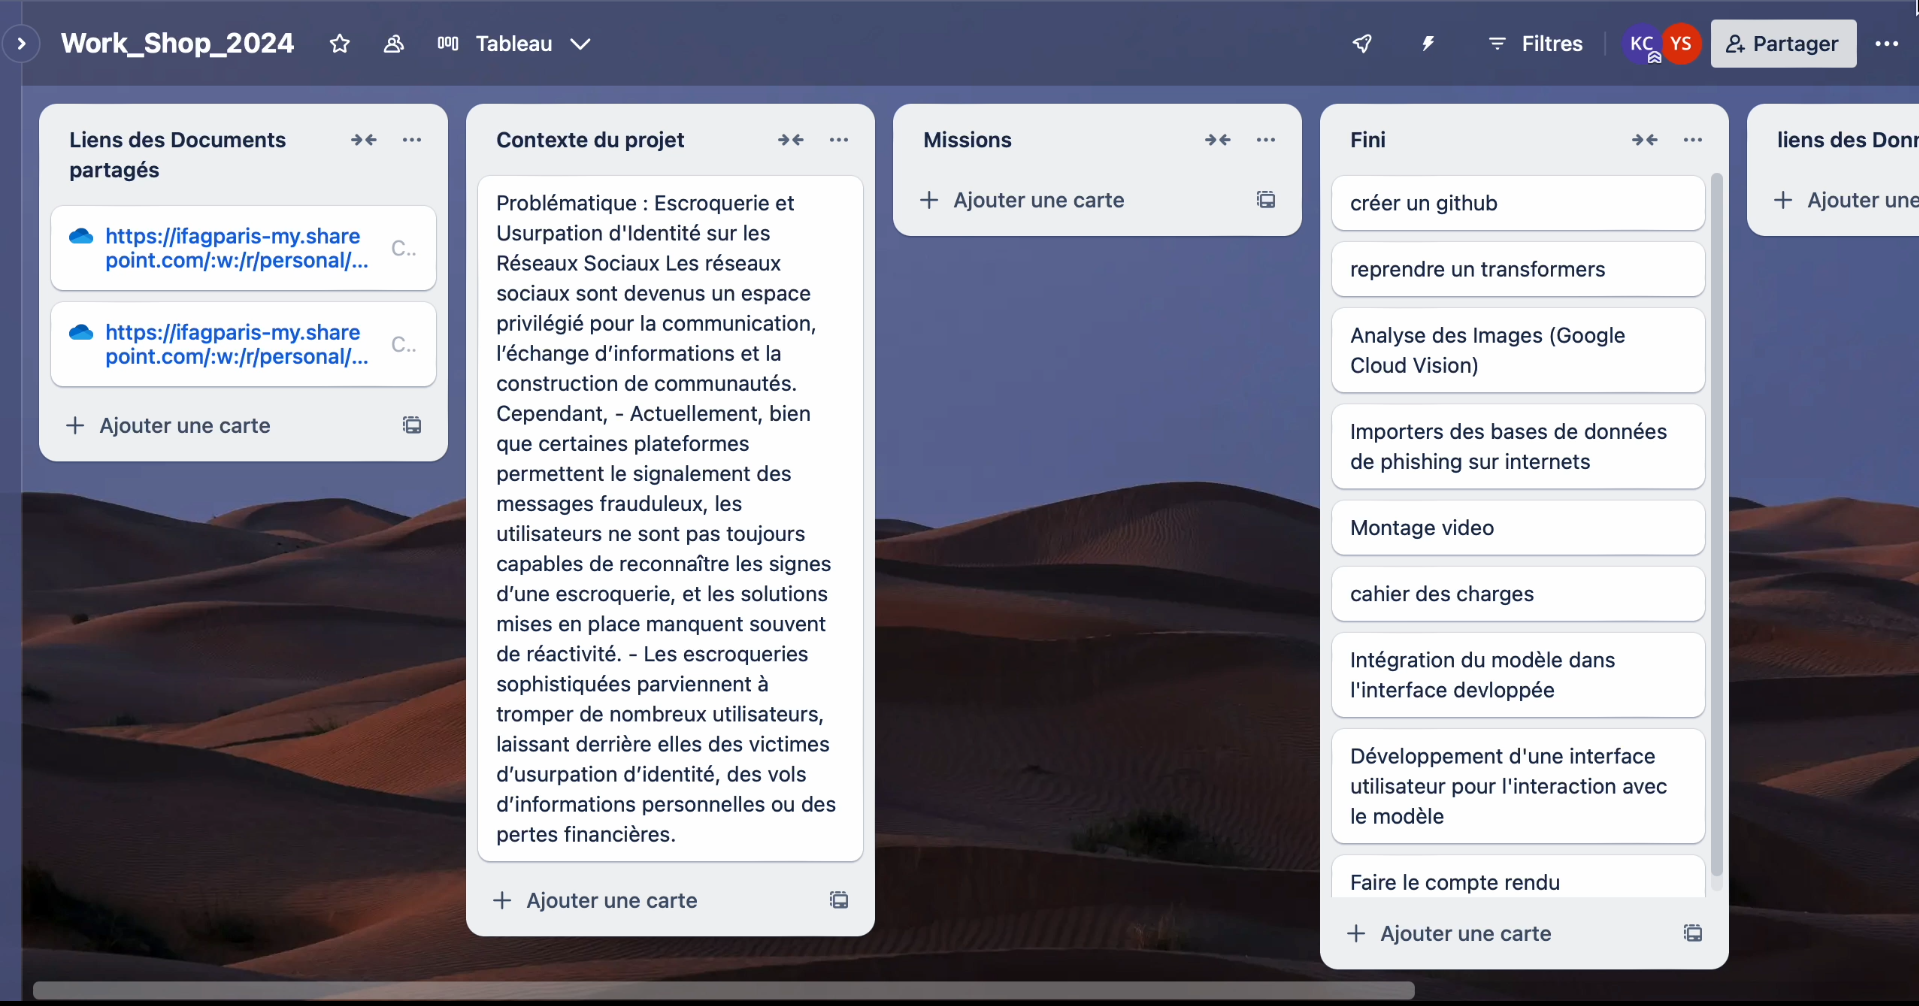 Work_Shop_2024
Tableau
Filtres
KC
YS
Partager
Liens des Documents
partagés
https://ifagparis-my.share
point.com/:w:/r/personal/...
C..
https://ifagparis-my.share
point.com/:w:/r/personal/...
C..
+ Ajouter une carte
Contexte du projet
Problématique : Escroquerie et
Usurpation d'Identité sur les
Réseaux Sociaux Les réseaux
sociaux sont devenus un espace
privilégié pour la communication,
l’échange d’informations et la
construction de communautés.
Cependant, - Actuellement, bien
que certaines plateformes
permettent le signalement des
messages frauduleux, les
utilisateurs ne sont pas toujours
capables de reconnaître les signes
d’une escroquerie, et les solutions
mises en place manquent souvent
de réactivité. - Les escroqueries
sophistiquées parviennent à
tromper de nombreux utilisateurs,
laissant derrière elles des victimes
d’usurpation d’identité, des vols
d’informations personnelles ou des
pertes financières.
+ Ajouter une carte
Missions
+ Ajouter une carte
Fini
créer un github
reprendre un transformers
Analyse des Images (Google
Cloud Vision)
Importers des bases de données
de phishing sur internets
Montage video
cahier des charges
Intégration du modèle dans
l'interface devloppée
Développement d'une interface
utilisateur pour l'interaction avec
le modèle
Faire le compte rendu
+ Ajouter une carte
liens des Donn
+ Ajouter une